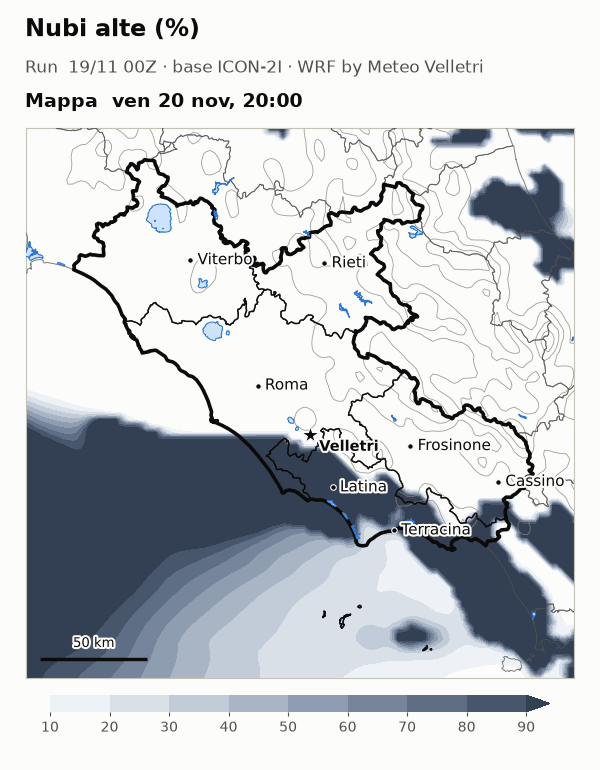 Nubi alte (%)
Run  19/11 00Z · base ICON-2I · WRF by Meteo Velletri
Mappa  ven 20 nov, 20:00
Viterbo
Rieti
Roma
Velletri
Frosinone
Cassino
Latina
Terracina
50 km
10 20 30 40 50 60 70 80 90